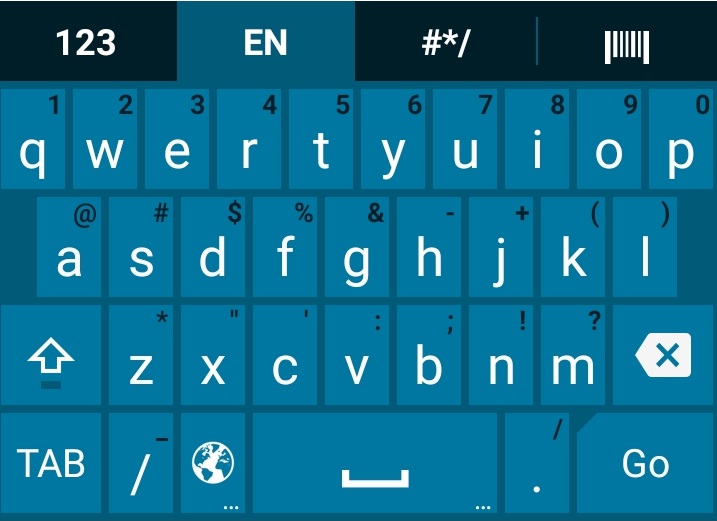 123 EN #*/
1 2 3 4 5 6 7 8 9 0
q w e r t y u i o p
@ # $ % & - + ( )
a s d f g h j k l
* " ' : ; ! ?
z x c v b n m
_ /
TAB / ... ... . Go